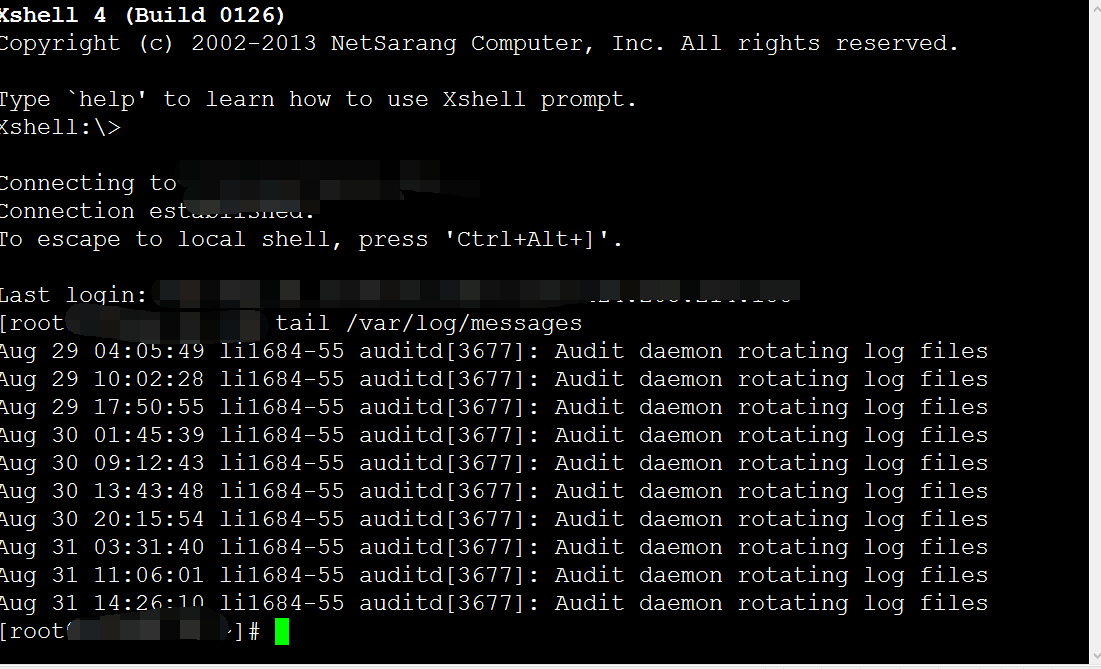 Xshell 4 (Build 0126)
Copyright (c) 2002-2013 NetSarang Computer, Inc. All rights reserved.
Type `help' to learn how to use Xshell prompt.
Xshell:\>
Connecting to
Connection established.
To escape to local shell, press 'Ctrl+Alt+]'.
Last login:
[root tail /var/log/messages
Aug 29 04:05:49 li1684-55 auditd[3677]: Audit daemon rotating log files
Aug 29 10:02:28 li1684-55 auditd[3677]: Audit daemon rotating log files
Aug 29 17:50:55 li1684-55 auditd[3677]: Audit daemon rotating log files
Aug 30 01:45:39 li1684-55 auditd[3677]: Audit daemon rotating log files
Aug 30 09:12:43 li1684-55 auditd[3677]: Audit daemon rotating log files
Aug 30 13:43:48 li1684-55 auditd[3677]: Audit daemon rotating log files
Aug 30 20:15:54 li1684-55 auditd[3677]: Audit daemon rotating log files
Aug 31 03:31:40 li1684-55 auditd[3677]: Audit daemon rotating log files
Aug 31 11:06:01 li1684-55 auditd[3677]: Audit daemon rotating log files
Aug 31 14:26:10 li1684-55 auditd[3677]: Audit daemon rotating log files
[root ~]#